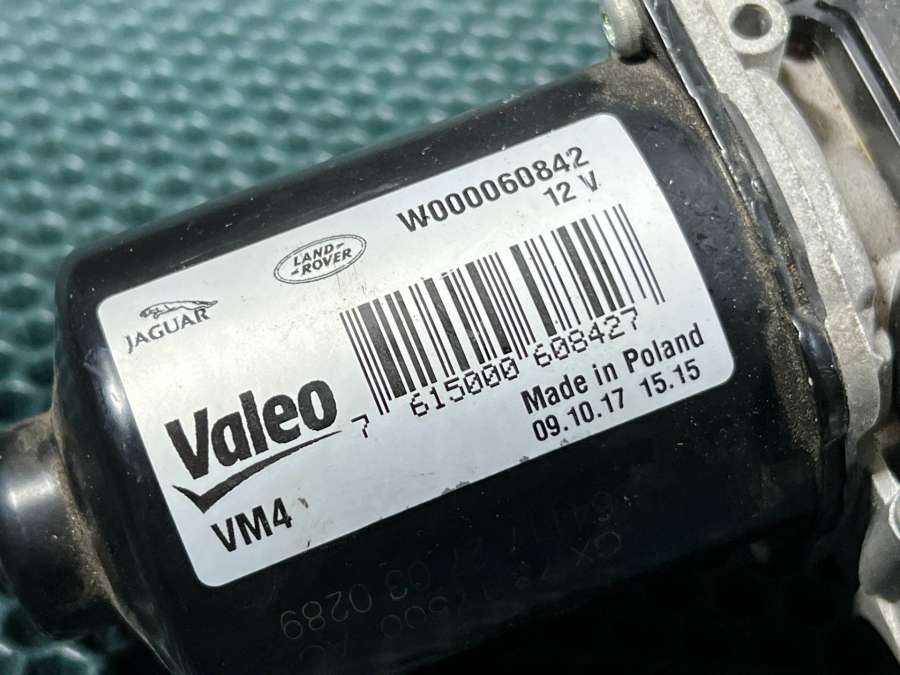 W000060842
12 V
LAND-
-ROVER
JAGUAR
7 615000 608427
Valeo
Made in Poland
09.10.17 15.15
VM4